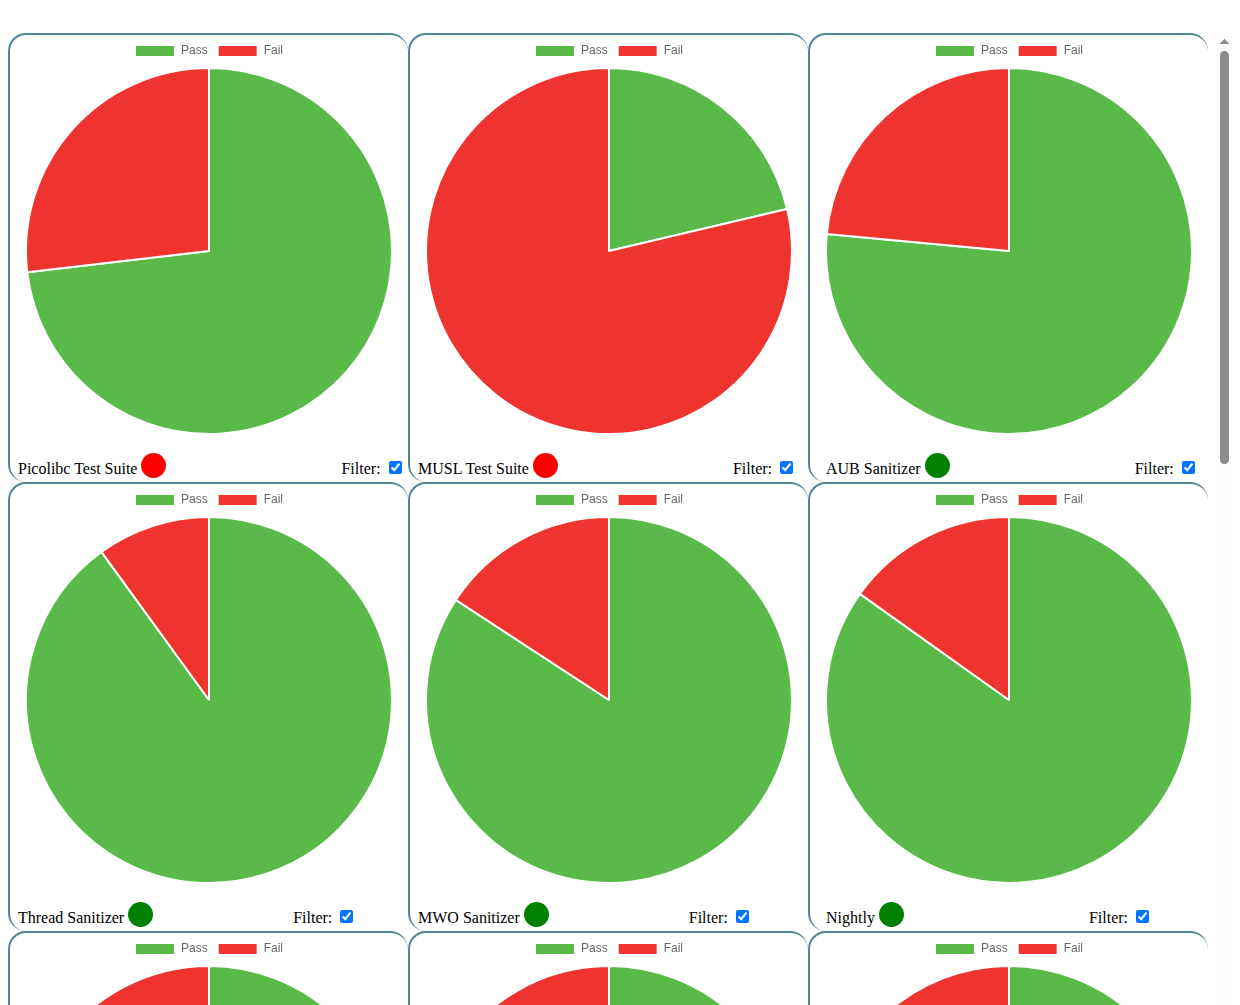 Pass Fail
Pass Fail
Pass Fail
Picolibc Test Suite Filter:
MUSL Test Suite Filter:
AUB Sanitizer Filter:
Pass Fail
Pass Fail
Pass Fail
Thread Sanitizer Filter:
MWO Sanitizer Filter:
Nightly Filter:
Pass Fail
Pass Fail
Pass Fail